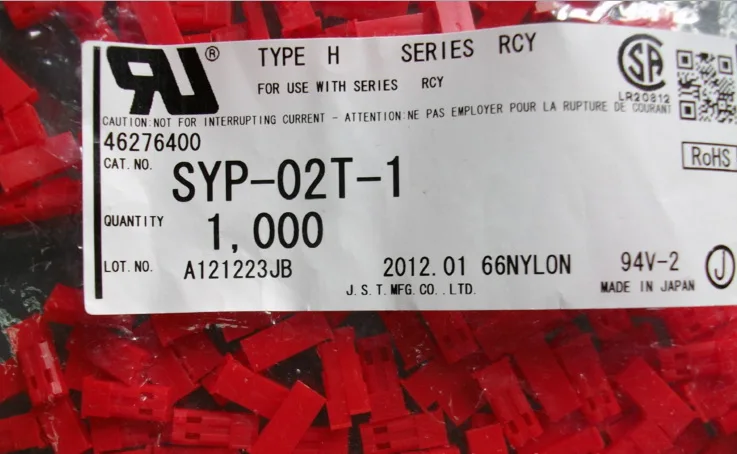 RU® TYPE H SERIES RCY
FOR USE WITH SERIES RCY
SA
LR20812
CAUTION:NOT FOR INTERRUPTING CURRENT - ATTENTION:NE PAS EMPLOYER POUR LA RUPTURE DE COURANT
46276400
CAT. NO. SYP-02T-1
RoHS
QUANTITY 1,000
LOT. NO. A121223JB 2012.01 66NYLON 94V-2 J
J.S.T.MFG.CO.,LTD. MADE IN JAPAN